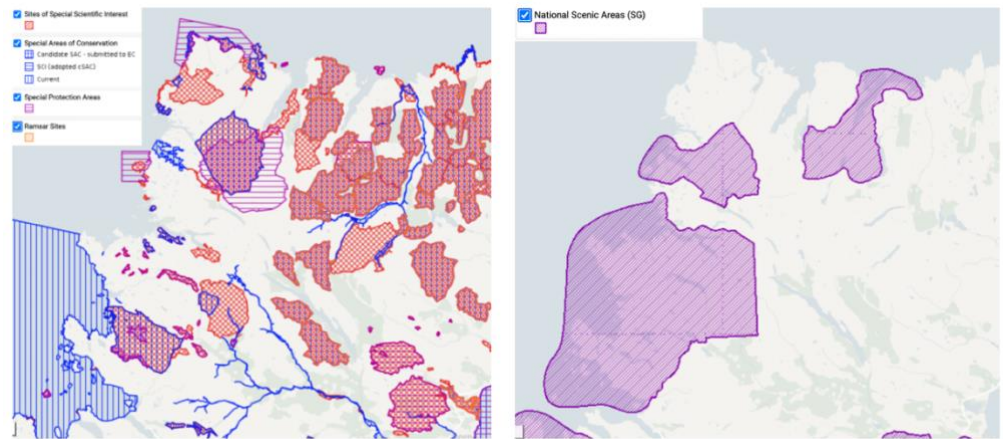 Sites of Special Scientific Interest
Special Areas of Conservation
Candidate SAC - submitted to EC
SCI (adopted cSAC)
Current
Special Protection Areas
Ramsar Sites
National Scenic Areas (SG)